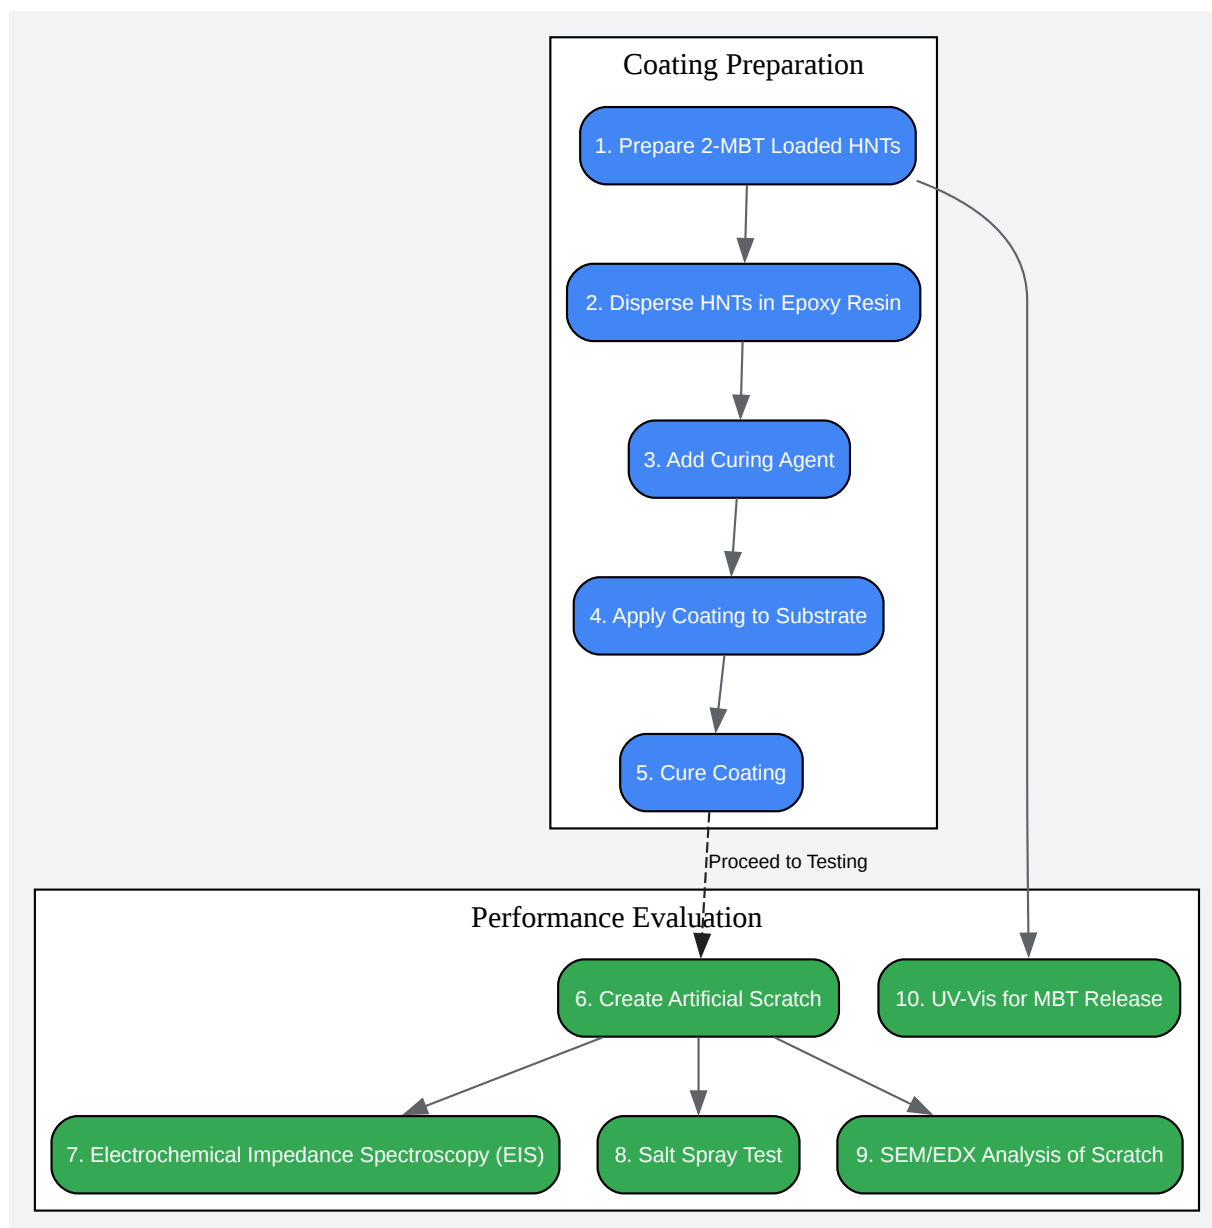 Coating Preparation
1. Prepare 2-MBT Loaded HNTs
2. Disperse HNTs in Epoxy Resin
3. Add Curing Agent
4. Apply Coating to Substrate
5. Cure Coating
Proceed to Testing
Performance Evaluation
6. Create Artificial Scratch
10. UV-Vis for MBT Release
7. Electrochemical Impedance Spectroscopy (EIS)
8. Salt Spray Test
9. SEM/EDX Analysis of Scratch